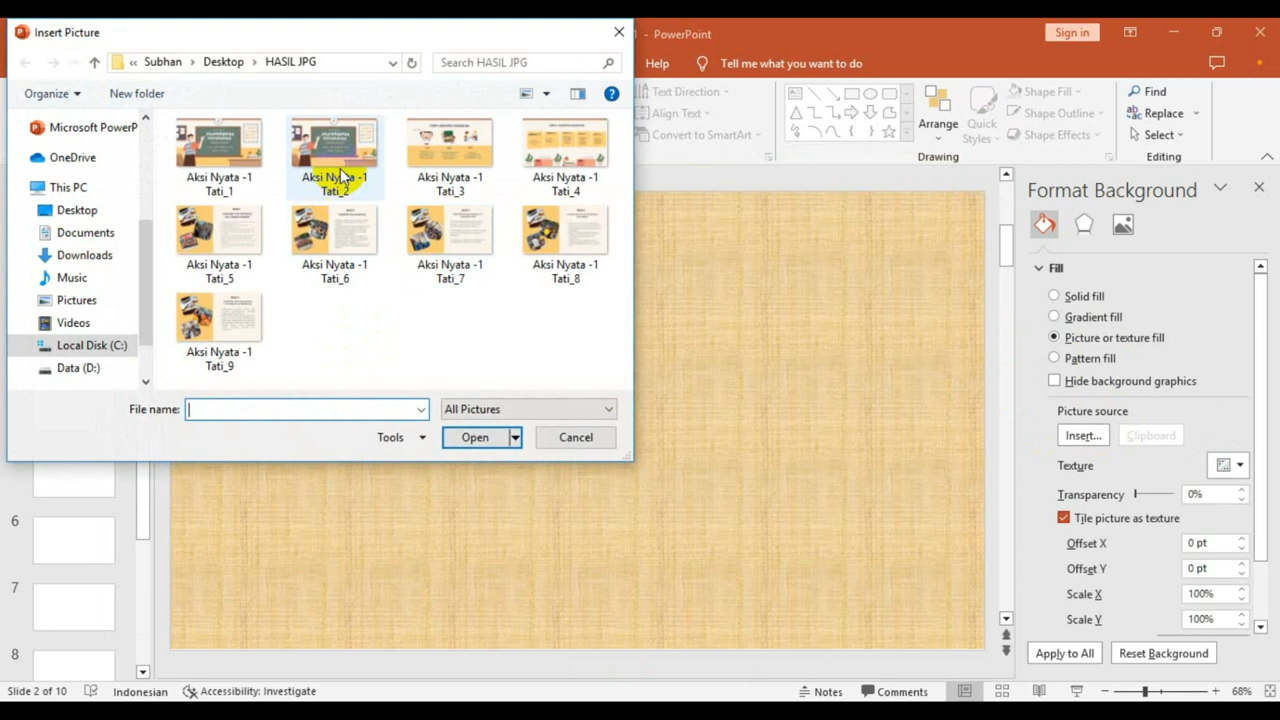 Insert Picture
1 - PowerPoint
Sign in
Subhan > Desktop > HASIL JPG
Search HASIL JPG
Help
Tell me what you want to do
Organize
New folder
Text Direction
Align Text
Convert to SmartArt
Arrange
Quick Styles
Shape Fill
Shape Outline
Shape Effects
Find
Replace
Select
Drawing
Editing
Microsoft PowerP
OneDrive
This PC
Desktop
Documents
Downloads
Music
Pictures
Videos
Local Disk (C:)
Data (D:)
Aksi Nyata -1
Tati_1
Aksi Nyata -1
Tati_2
Aksi Nyata -1
Tati_3
Aksi Nyata -1
Tati_4
Aksi Nyata -1
Tati_5
Aksi Nyata -1
Tati_6
Aksi Nyata -1
Tati_7
Aksi Nyata -1
Tati_8
Aksi Nyata -1
Tati_9
File name:
All Pictures
Tools
Open
Cancel
Format Background
Fill
Solid fill
Gradient fill
Picture or texture fill
Pattern fill
Hide background graphics
Picture source
Insert...
Clipboard
Texture
Transparency
0%
Tile picture as texture
Offset X
0 pt
Offset Y
0 pt
Scale X
100%
Scale Y
100%
Apply to All
Reset Background
6
7
8
Slide 2 of 10
Indonesian
Accessibility: Investigate
Notes
Comments
68%